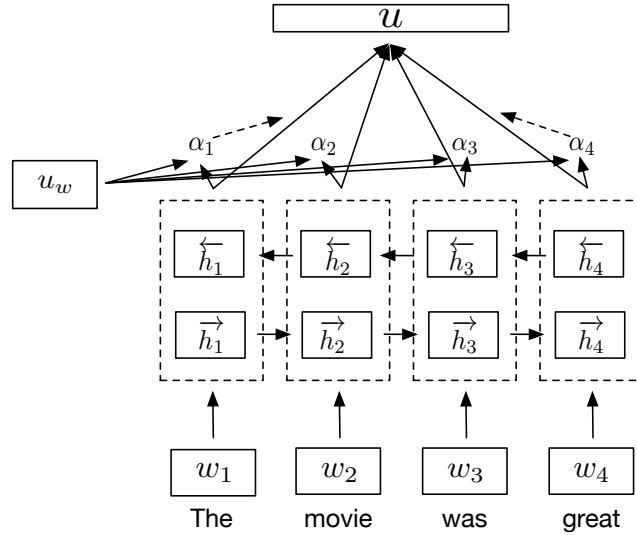 u
α₁ α₂ α₃ α₄
u_w
←h₁ ←h₂ ←h₃ ←h₄
→h₁ →h₂ →h₃ →h₄
w₁ w₂ w₃ w₄
The movie was great